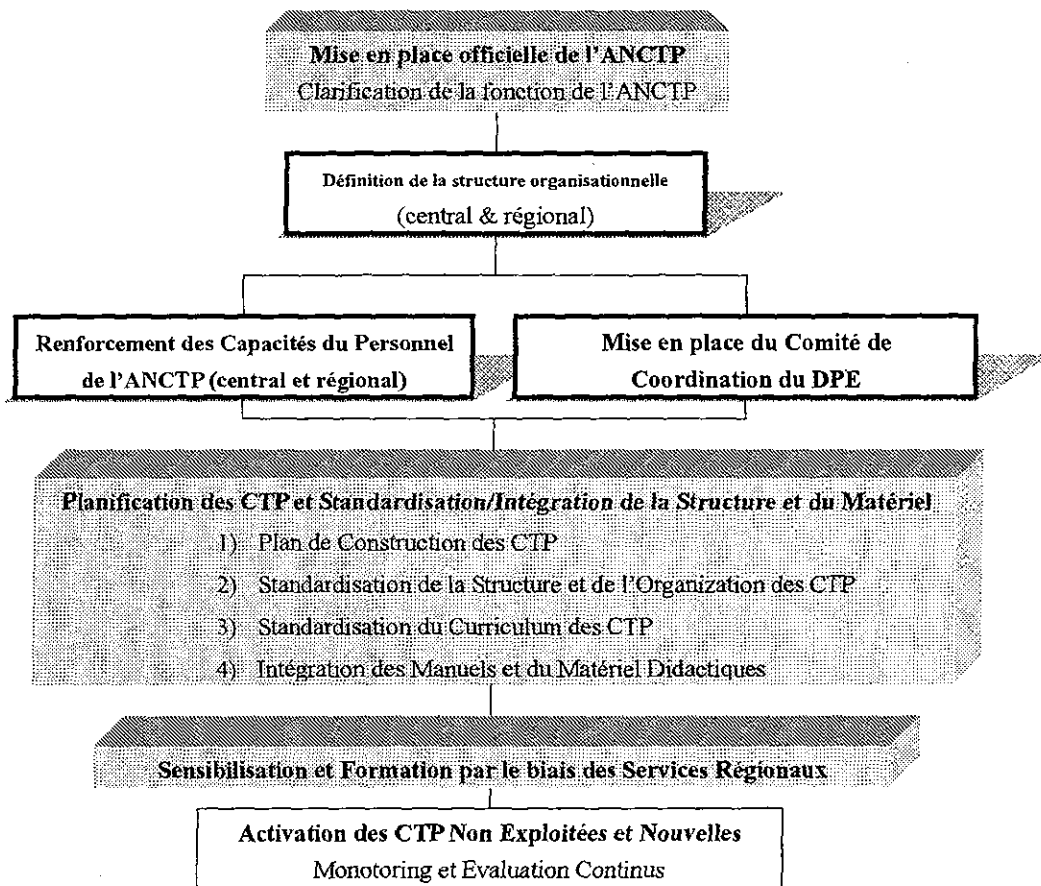 Mise en place officielle de l'ANCTP
Clarification de la fonction de l'ANCTP
Définition de la structure organisationnelle
(central & régional)
Renforcement des Capacités du Personnel
de l'ANCTP (central et régional)
Mise en place du Comité de
Coordination du DPE
Planification des CTP et Standardisation/Intégration de la Structure et du Matériel
1) Plan de Construction des CTP
2) Standardisation de la Structure et de l'Organization des CTP
3) Standardisation du Curriculum des CTP
4) Intégration des Manuels et du Matériel Didactiques
Sensibilisation et Formation par le biais des Services Régionaux
Activation des CTP Non Exploitées et Nouvelles
Monotoring et Evaluation Continus